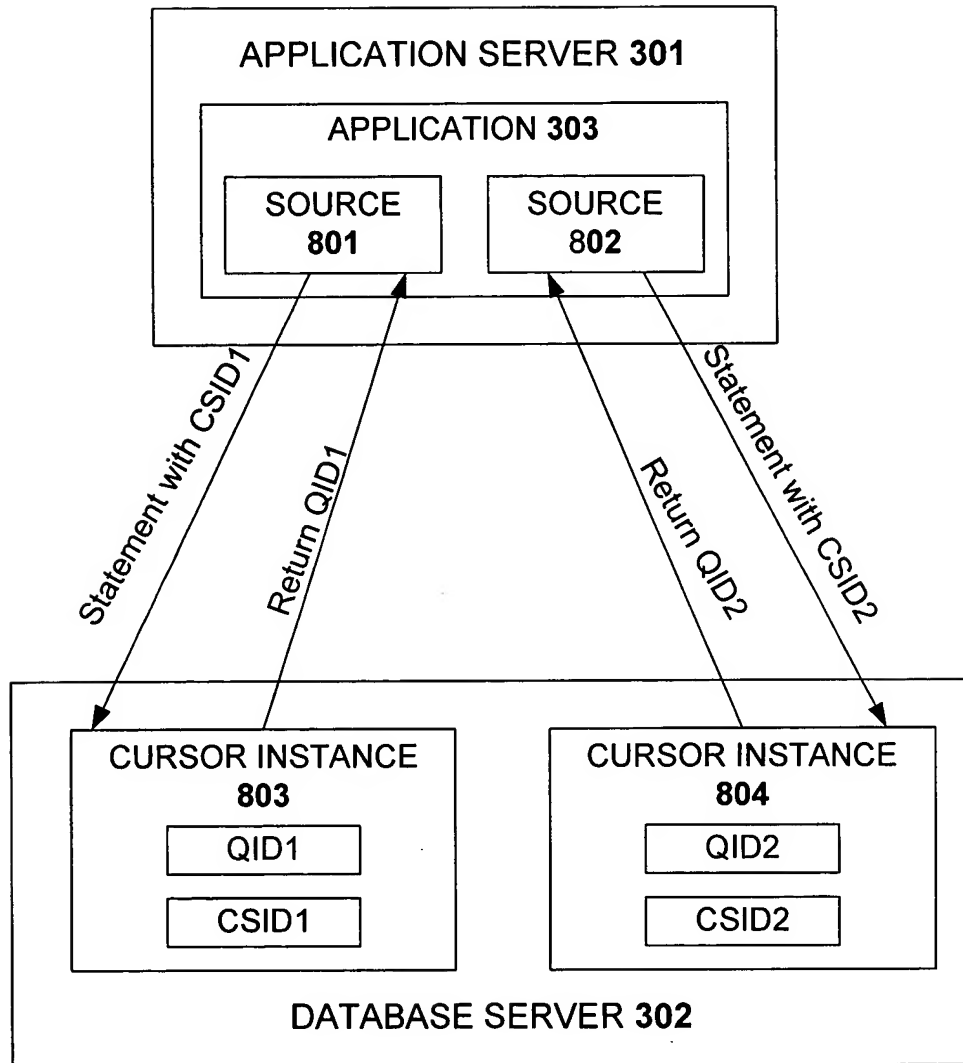 APPLICATION SERVER 301
APPLICATION 303
SOURCE
801
SOURCE
802
Statement with CSID1
Return QID1
Return QID2
Statement with CSID2
CURSOR INSTANCE
803
QID1
CSID1
CURSOR INSTANCE
804
QID2
CSID2
DATABASE SERVER 302